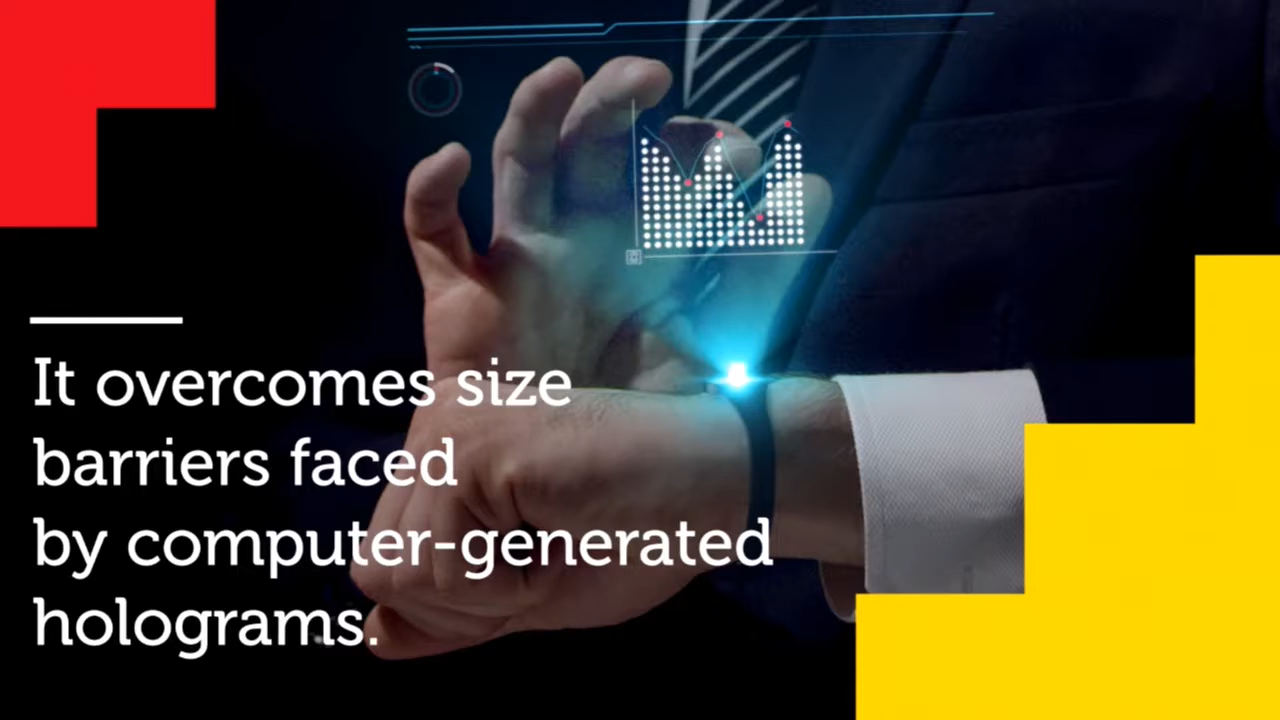 It overcomes size
barriers faced
by computer-generated
holograms.